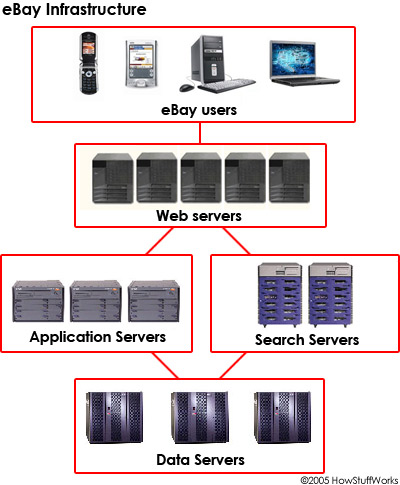 eBay Infrastructure
eBay users
Web servers
Application Servers
Search Servers
Data Servers
©2005 HowStuffWorks